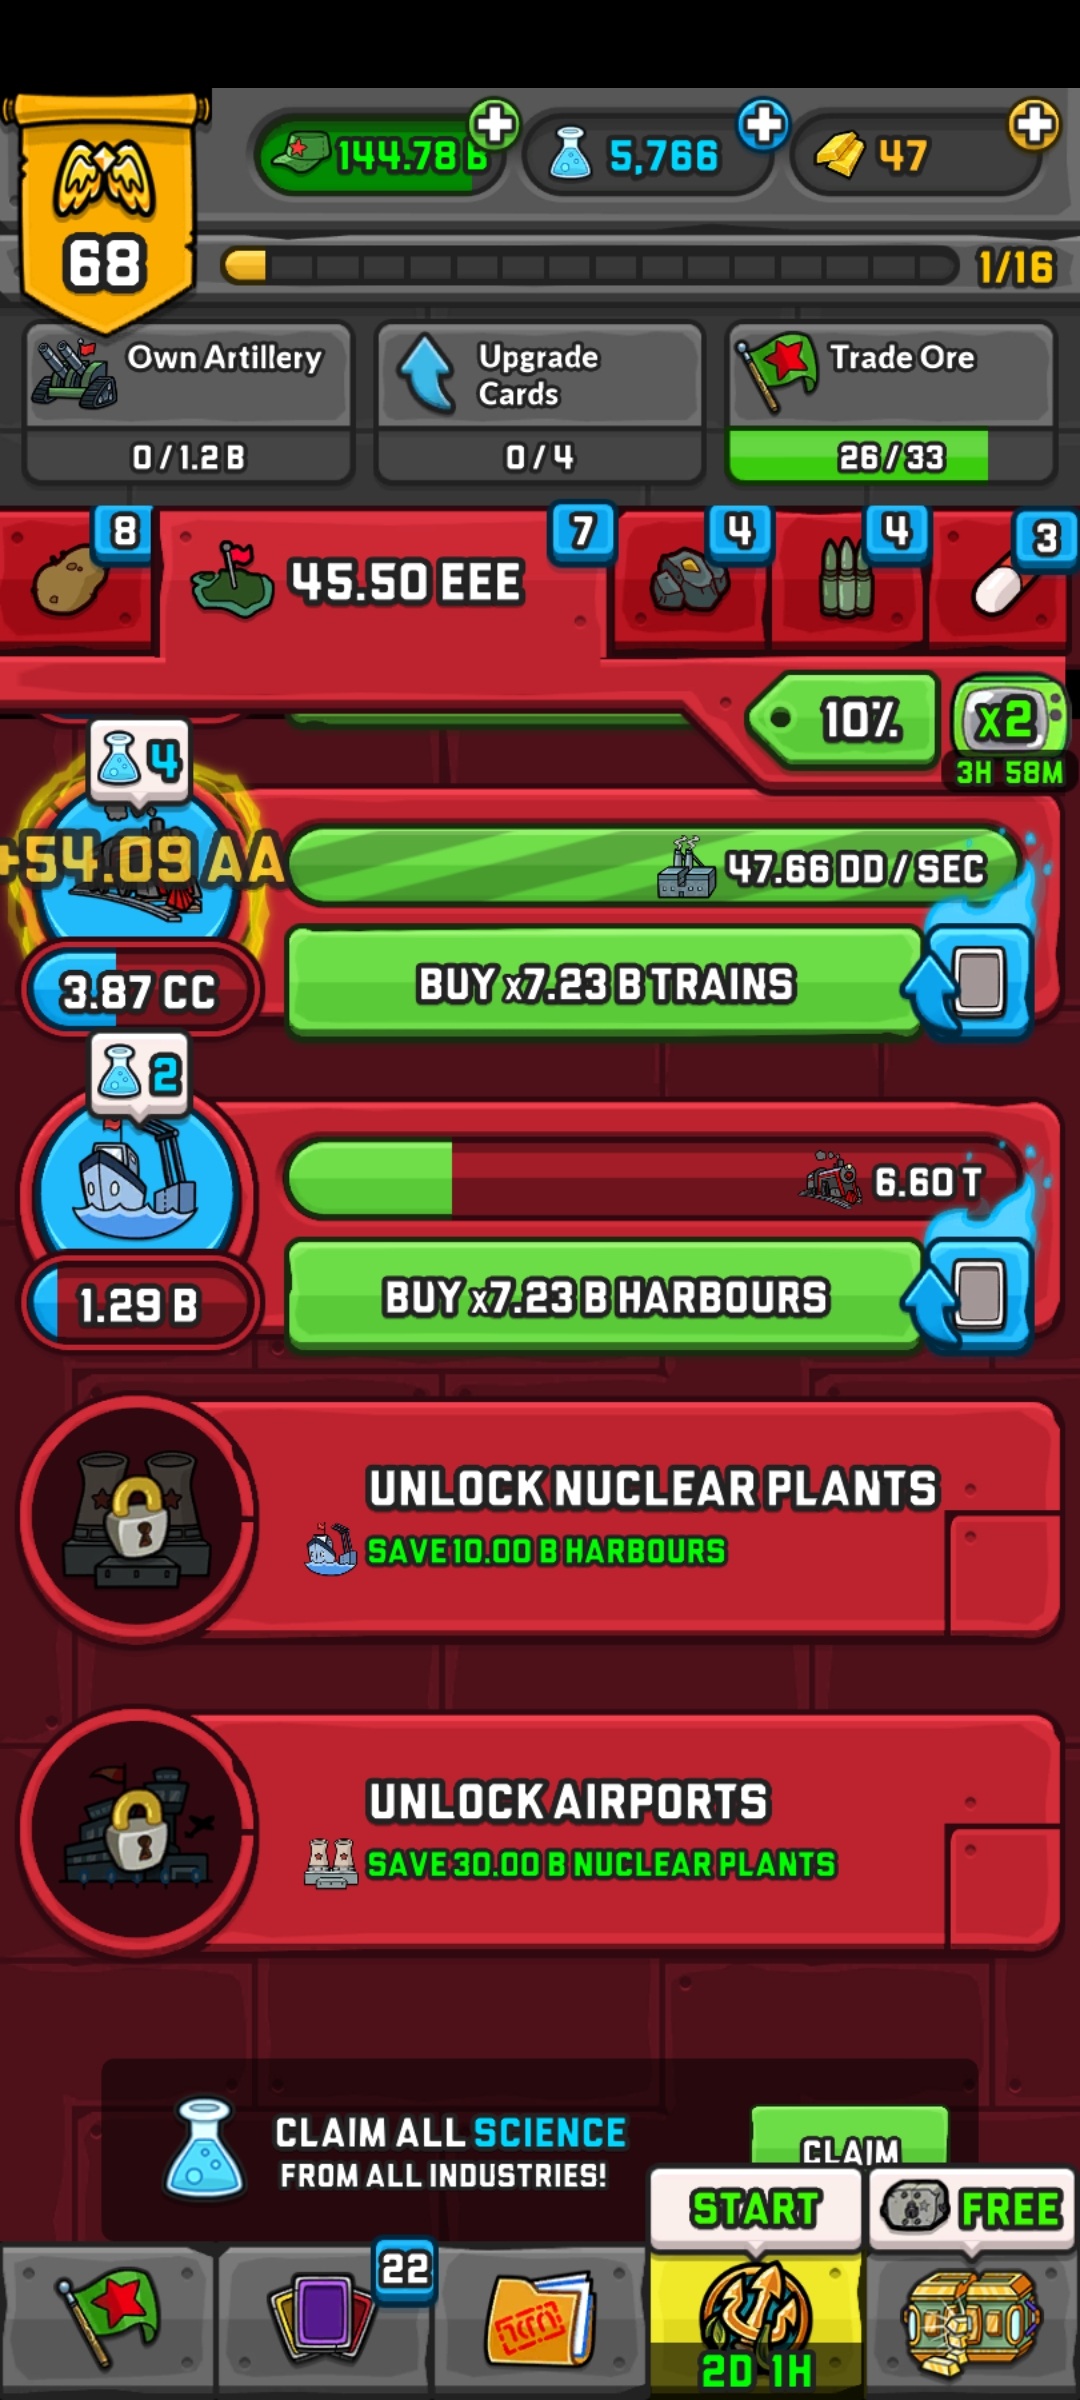 144.78 B
5,766
47
68
1/16
Own Artillery
0/1.2 B
Upgrade
Cards
0/4
Trade Ore
26/33
8
45.50 EEE
7
4
4
3
10%
x2
3H 58M
4
+54.09 AA
47.66 DD / SEC
3.87 CC
BUY x7.23 B TRAINS
2
6.60 T
1.29 B
BUY x7.23 B HARBOURS
UNLOCK NUCLEAR PLANTS
SAVE 10.00 B HARBOURS
UNLOCK AIRPORTS
SAVE 30.00 B NUCLEAR PLANTS
CLAIM ALL SCIENCE
FROM ALL INDUSTRIES!
CLAIM
START
FREE
22
2D 1H